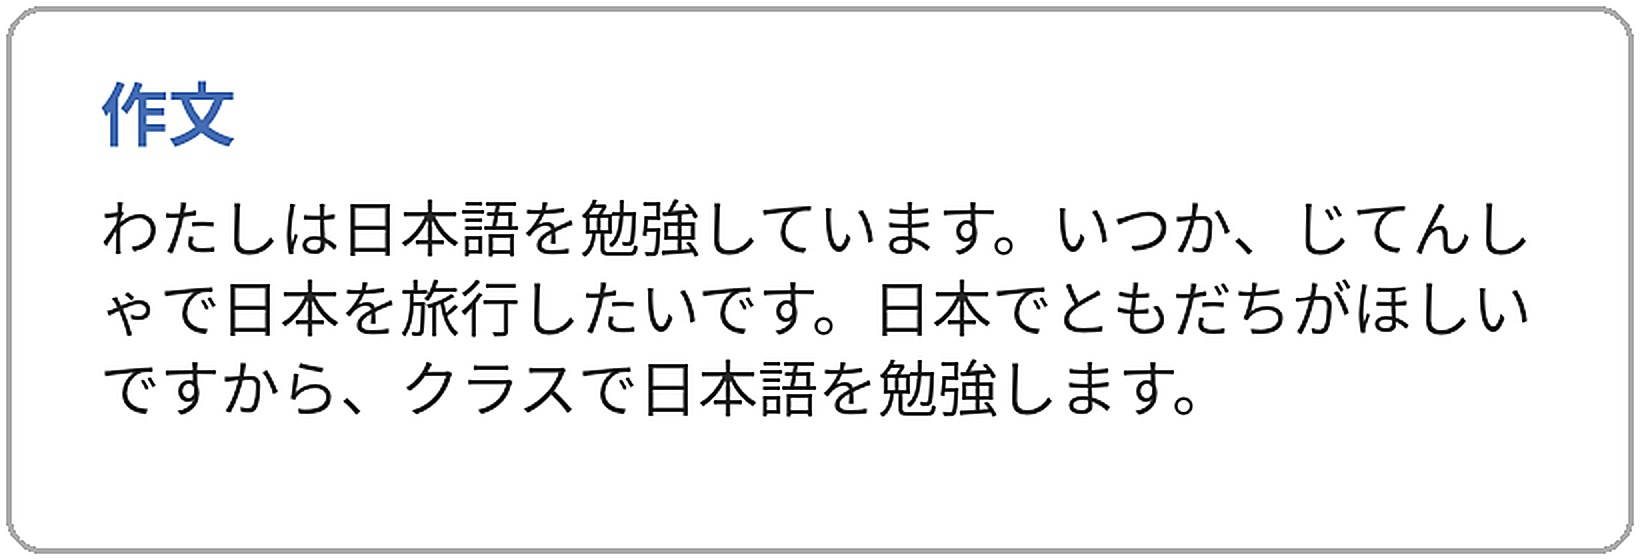 作文
わたしは日本語を勉強しています。いつか、じてんし
ゃで日本を旅行したいです。日本でともだちがほしい
ですから、クラスで日本語を勉強します。